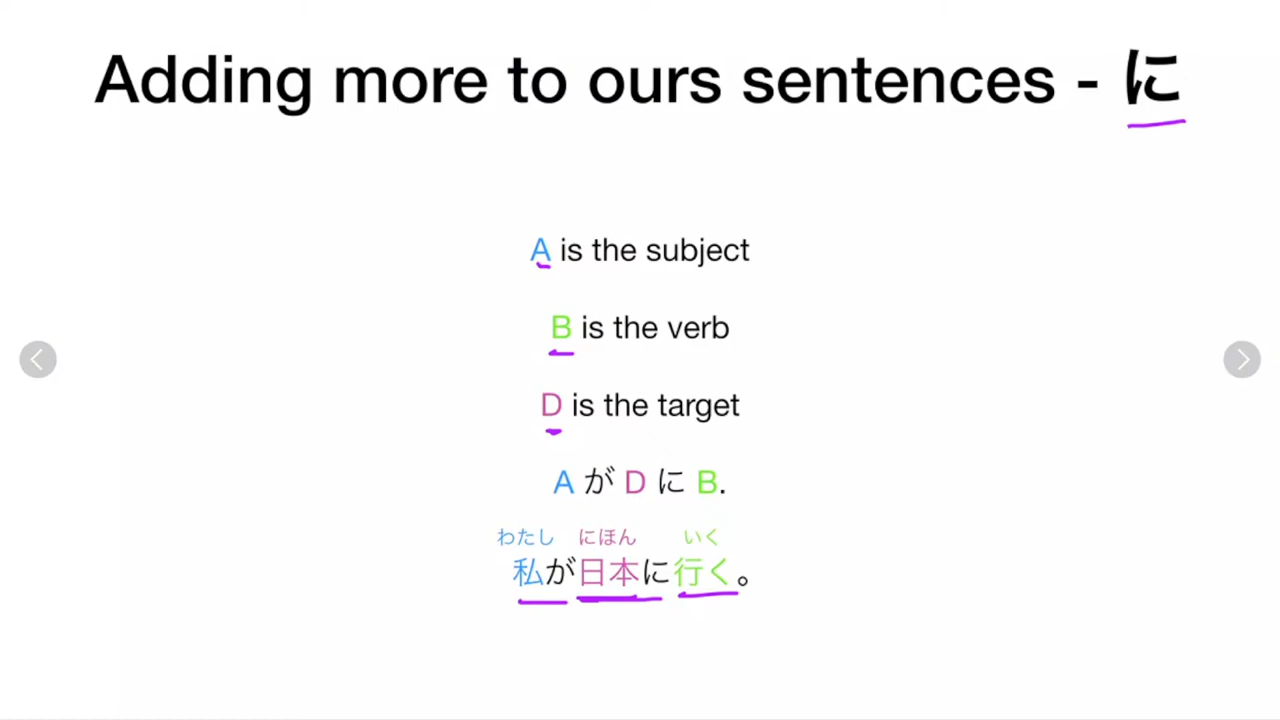 Adding more to ours sentences - に
A is the subject
B is the verb
D is the target
A が D に B.
わたし にほん いく
私が日本に行く。